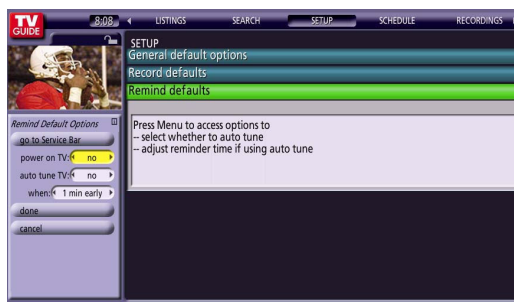 TV
GUIDE
8:08
LISTINGS
SEARCH
SETUP
SCHEDULE
RECORDINGS
SETUP
General default options
Record defaults
Remind defaults
Press Menu to access options to
-- select whether to auto tune
-- adjust reminder time if using auto tune
Remind Default Options
go to Service Bar
power on TV: no
auto tune TV: no
when: 1 min early
done
cancel